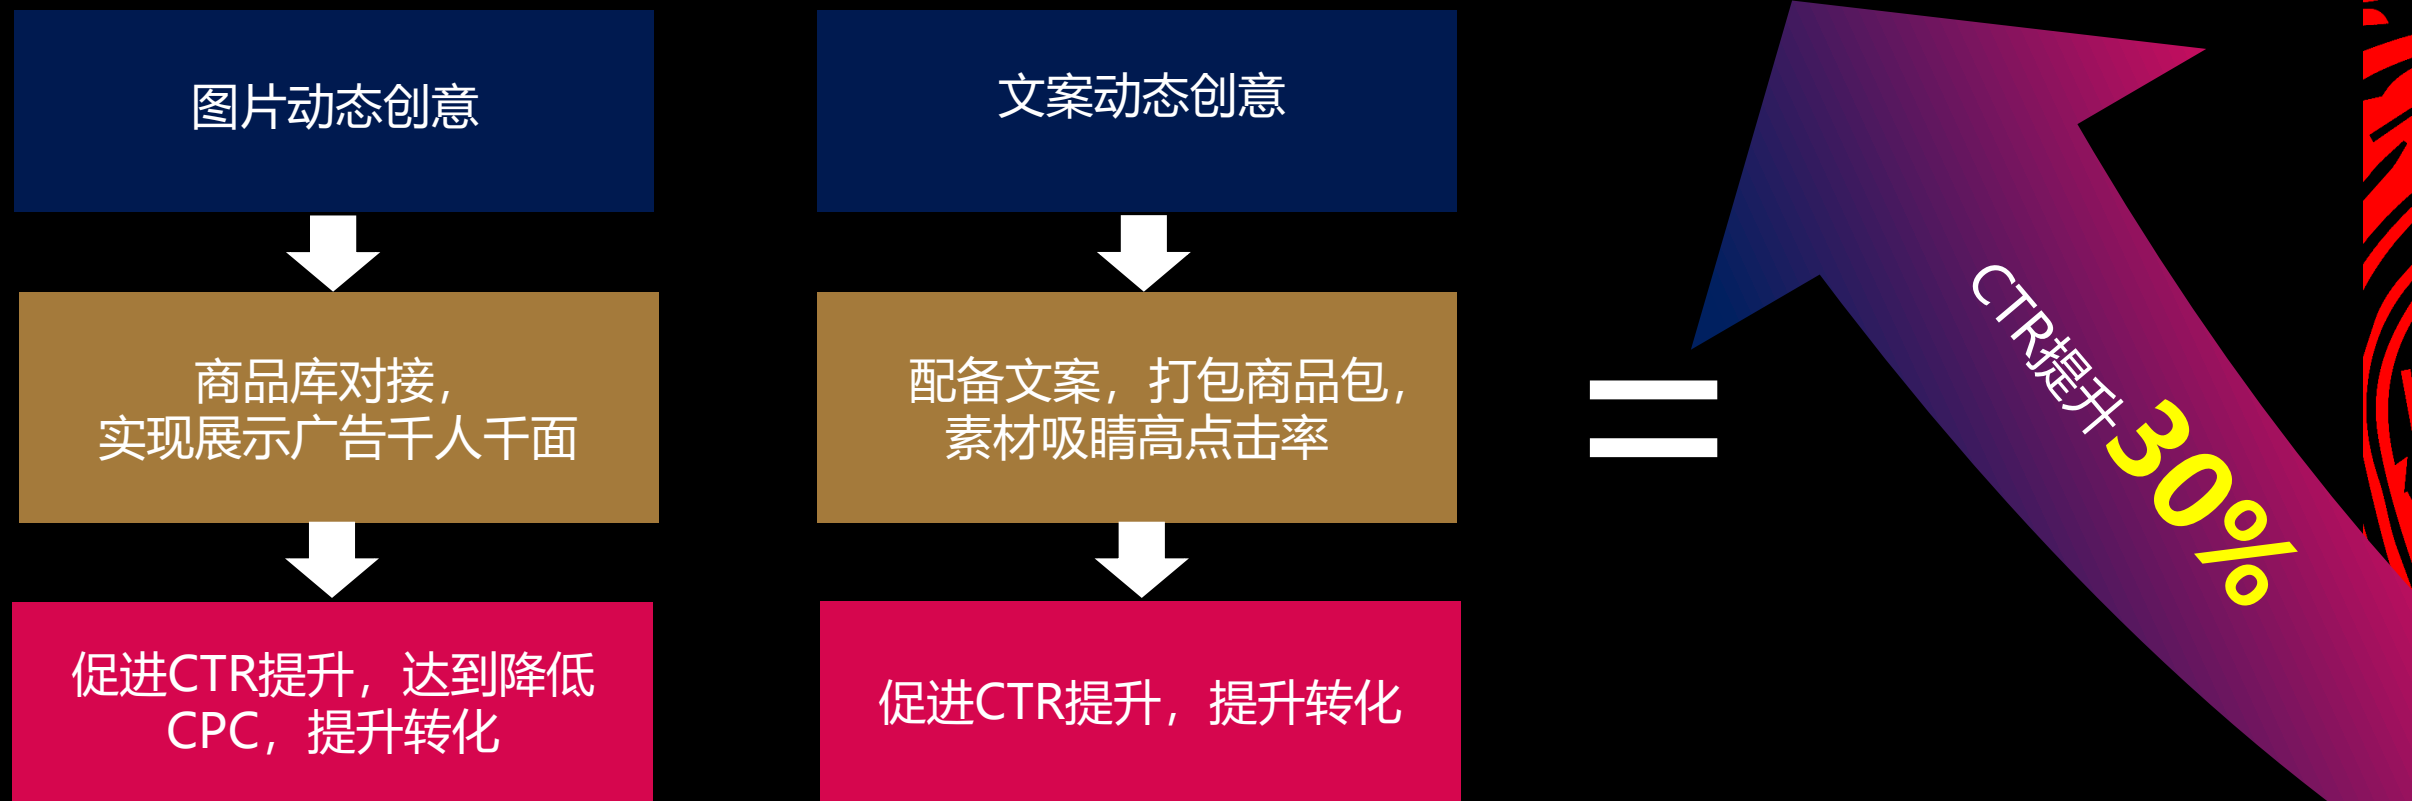 图片动态创意
商品库对接，
实现展示广告千人千面
促进CTR提升，达到降低
CPC，提升转化
文案动态创意
配备文案，打包商品包，
素材吸睛高点击率
促进CTR提升，提升转化
=
CTR提升30%